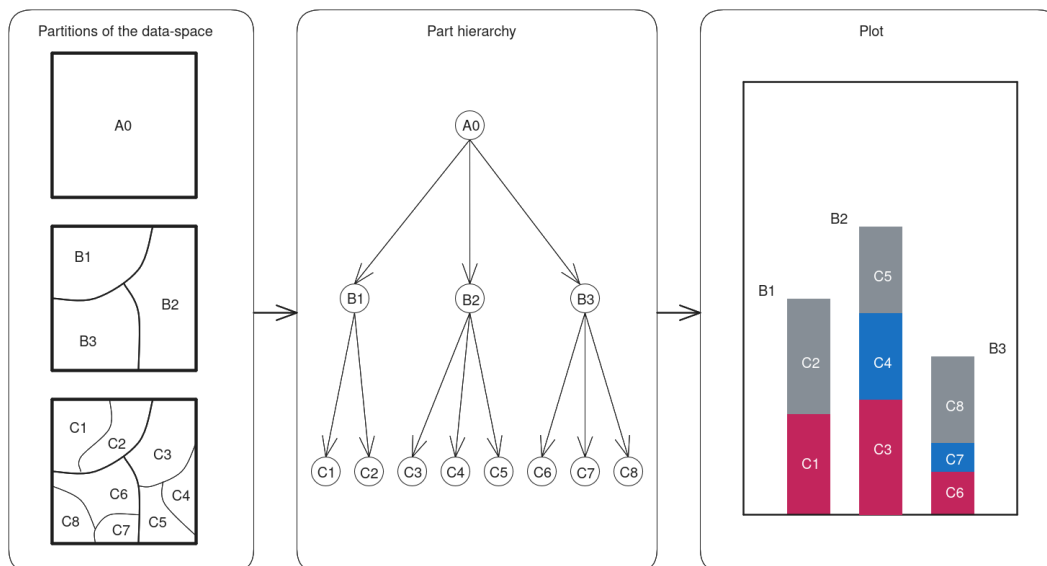 Partitions of the data-space
A0
B1
B2
B3
C1
C2
C3
C6
C4
C8
C7
C5
Part hierarchy
A0
B1 B2 B3
C1 C2 C3 C4 C5 C6 C7 C8
Plot
B2
C5
B1
B3
C2
C4
C8
C3
C7
C1
C6